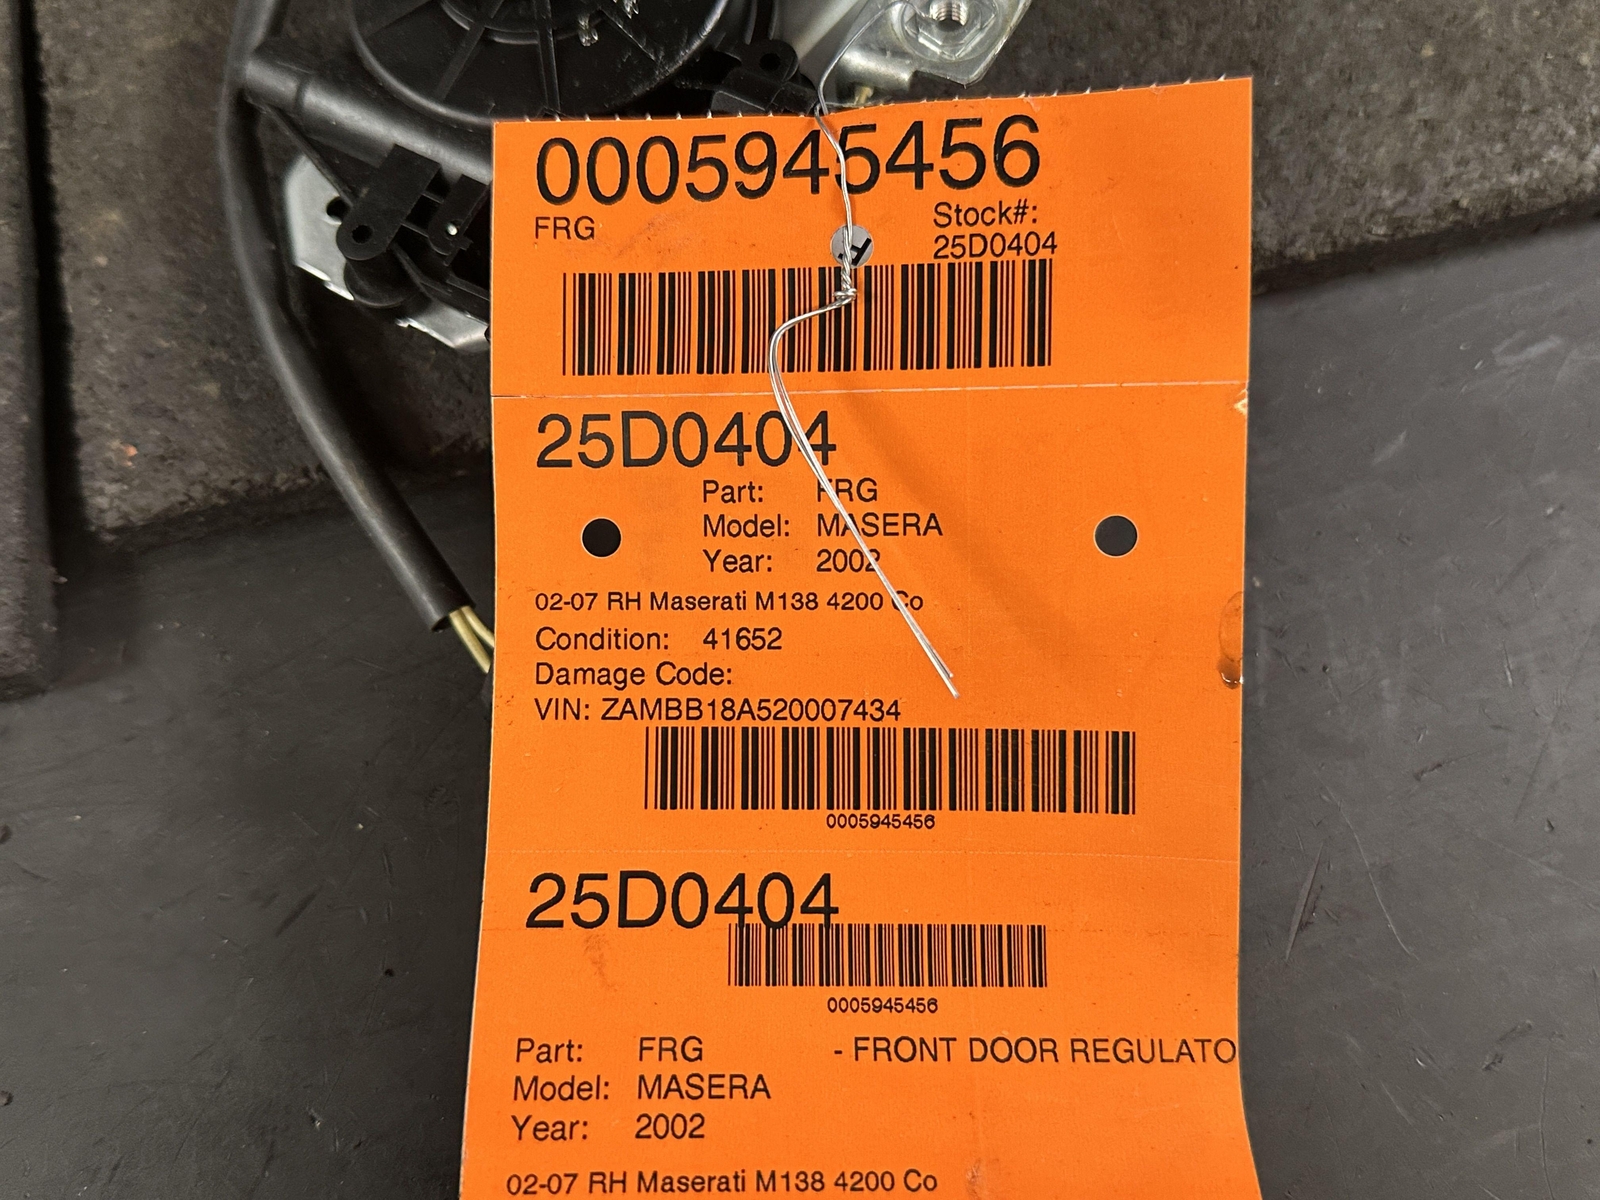 0005945456
FRG
Stock#:
25D0404
25D0404
Part: FRG
Model: MASERA
Year: 2002
02-07 RH Maserati M138 4200 Co
Condition: 41652
Damage Code:
VIN: ZAMBB18A520007434
0005945456
25D0404
0005945456
Part: FRG - FRONT DOOR REGULATO
Model: MASERA
Year: 2002
02-07 RH Maserati M138 4200 Co